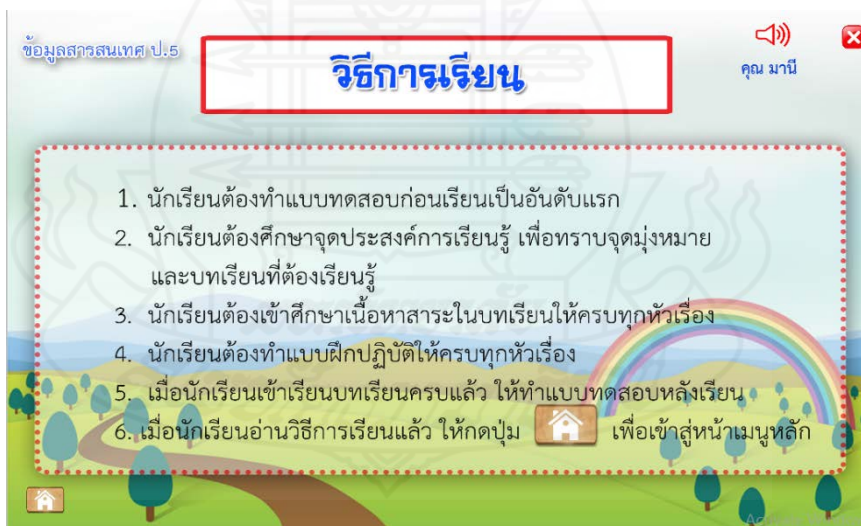 ข้อมูลสารสนเทศ ป.5
วิธีการเรียน
คุณ มานี
1. นักเรียนต้องทำแบบทดสอบก่อนเรียนเป็นอันดับแรก
2. นักเรียนต้องศึกษาจุดประสงค์การเรียนรู้ เพื่อทราบจุดมุ่งหมาย
และบทเรียนที่ต้องเรียนรู้
3. นักเรียนต้องเข้าศึกษาเนื้อหาสาระในบทเรียนให้ครบทุกหัวเรื่อง
4. นักเรียนต้องทำแบบฝึกปฏิบัติให้ครบทุกหัวเรื่อง
5. เมื่อนักเรียนเข้าเรียนบทเรียนครบแล้ว ให้ทำแบบทดสอบหลังเรียน
6. เมื่อนักเรียนอ่านวิธีการเรียนแล้ว ให้กดปุ่ม เพื่อเข้าสู่หน้าเมนูหลัก